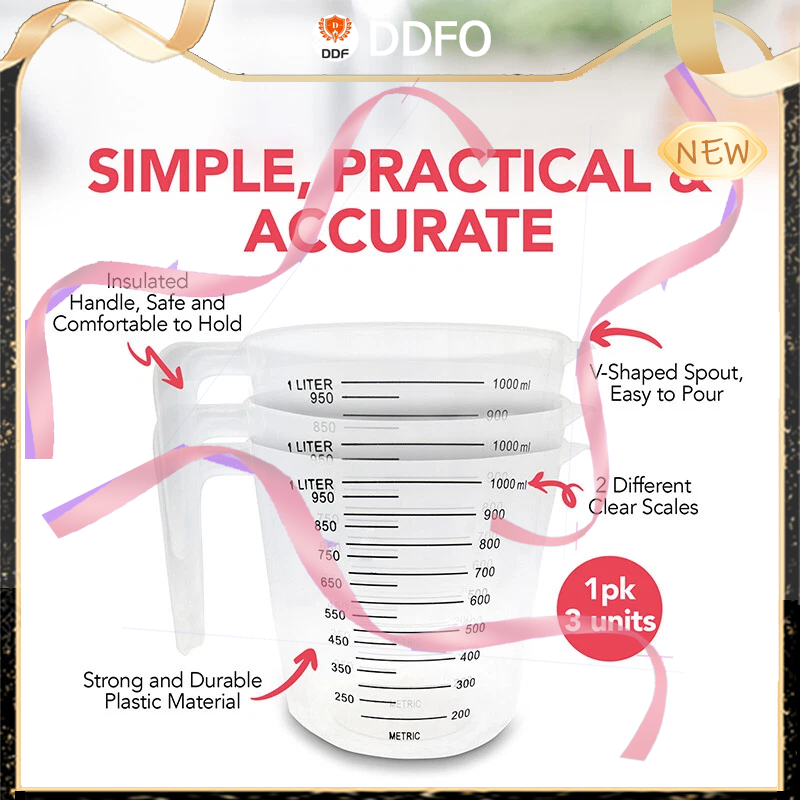 DDF
DDFO
NEW
SIMPLE, PRACTICAL &
ACCURATE
Insulated
Handle, Safe and
Comfortable to Hold
V-Shaped Spout,
Easy to Pour
1 LITER 1000 ml
950
900
850
1 LITER 1000 ml
950
900
1 LITER 1000 ml
950
900
850
800
750
700
650
600
550
500
450
400
350
300
250
200
METRIC
METRIC
2 Different
Clear Scales
1pk
3 units
Strong and Durable
Plastic Material